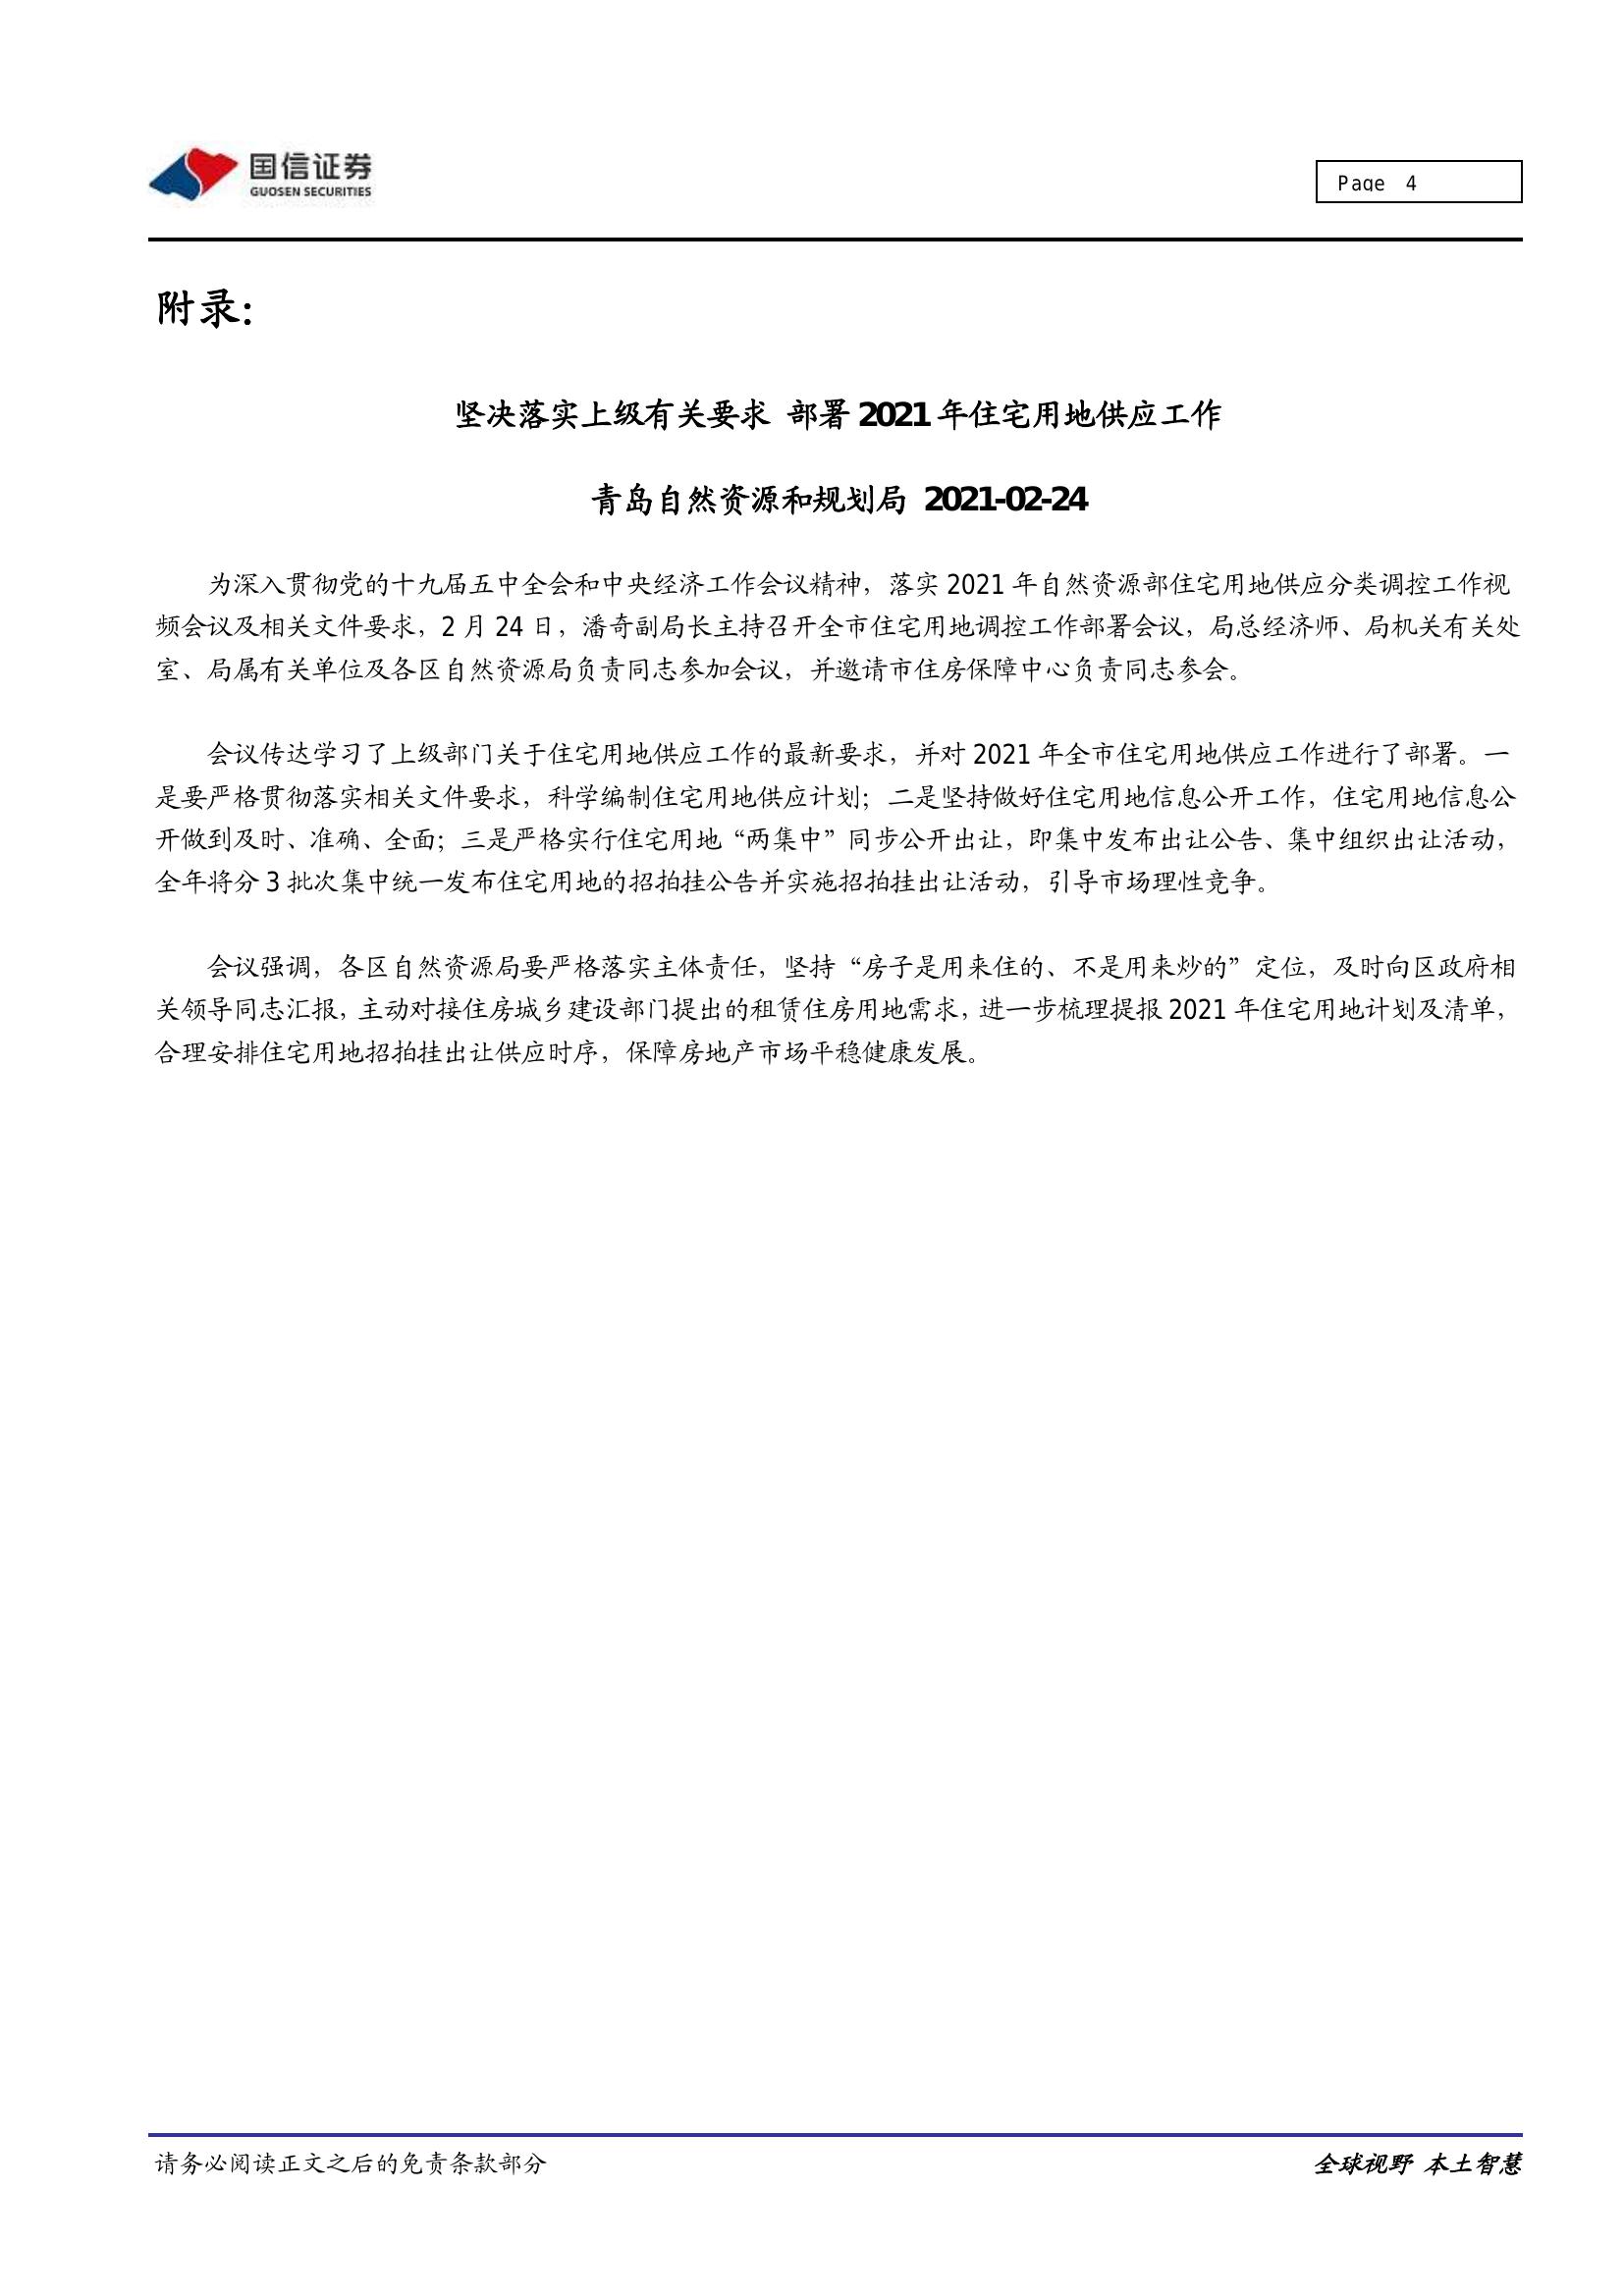 国信证券
GUOSEN SECURITIES
Page 4
附录：
坚决落实上级有关要求 部署 2021 年住宅用地供应工作
青岛自然资源和规划局 2021-02-24
为深入贯彻党的十九届五中全会和中央经济工作会议精神，落实 2021 年自然资源部住宅用地供应分类调控工作视
频会议及相关文件要求，2 月 24 日，潘奇副局长主持召开全市住宅用地调控工作部署会议，局总经济师、局机关有关处
室、局属有关单位及各区自然资源局负责同志参加会议，并邀请市住房保障中心负责同志参会。
会议传达学习了上级部门关于住宅用地供应工作的最新要求，并对 2021 年全市住宅用地供应工作进行了部署。一
是要严格贯彻落实相关文件要求，科学编制住宅用地供应计划；二是坚持做好住宅用地信息公开工作，住宅用地信息公
开做到及时、准确、全面；三是严格实行住宅用地“两集中”同步公开出让，即集中发布出让公告、集中组织出让活动，
全年将分 3 批次集中统一发布住宅用地的招拍挂公告并实施招拍挂出让活动，引导市场理性竞争。
会议强调，各区自然资源局要严格落实主体责任，坚持“房子是用来住的、不是用来炒的”定位，及时向区政府相
关领导同志汇报，主动对接住房城乡建设部门提出的租赁住房用地需求，进一步梳理提报 2021 年住宅用地计划及清单，
合理安排住宅用地招拍挂出让供应时序，保障房地产市场平稳健康发展。
请务必阅读正文之后的免责条款部分
全球视野 本土智慧